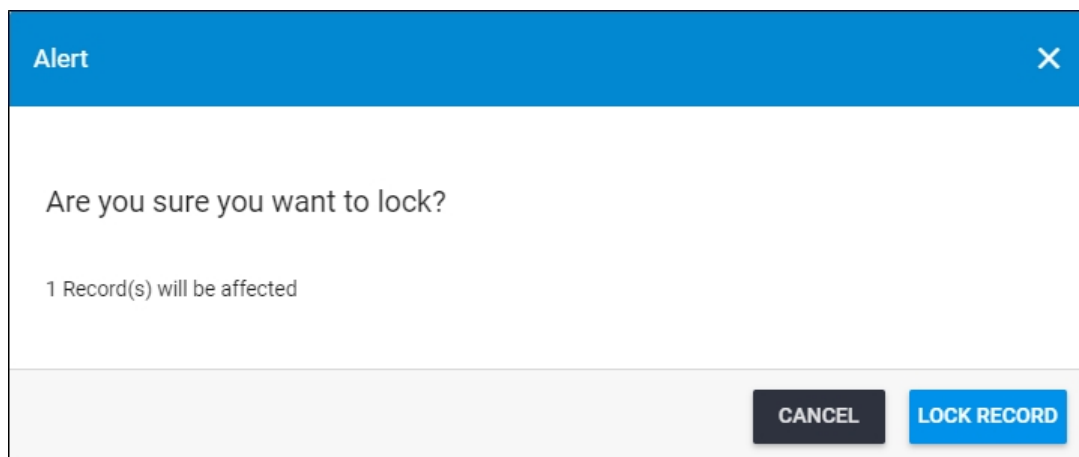 Alert
Are you sure you want to lock?
1 Record(s) will be affected
CANCEL LOCK RECORD